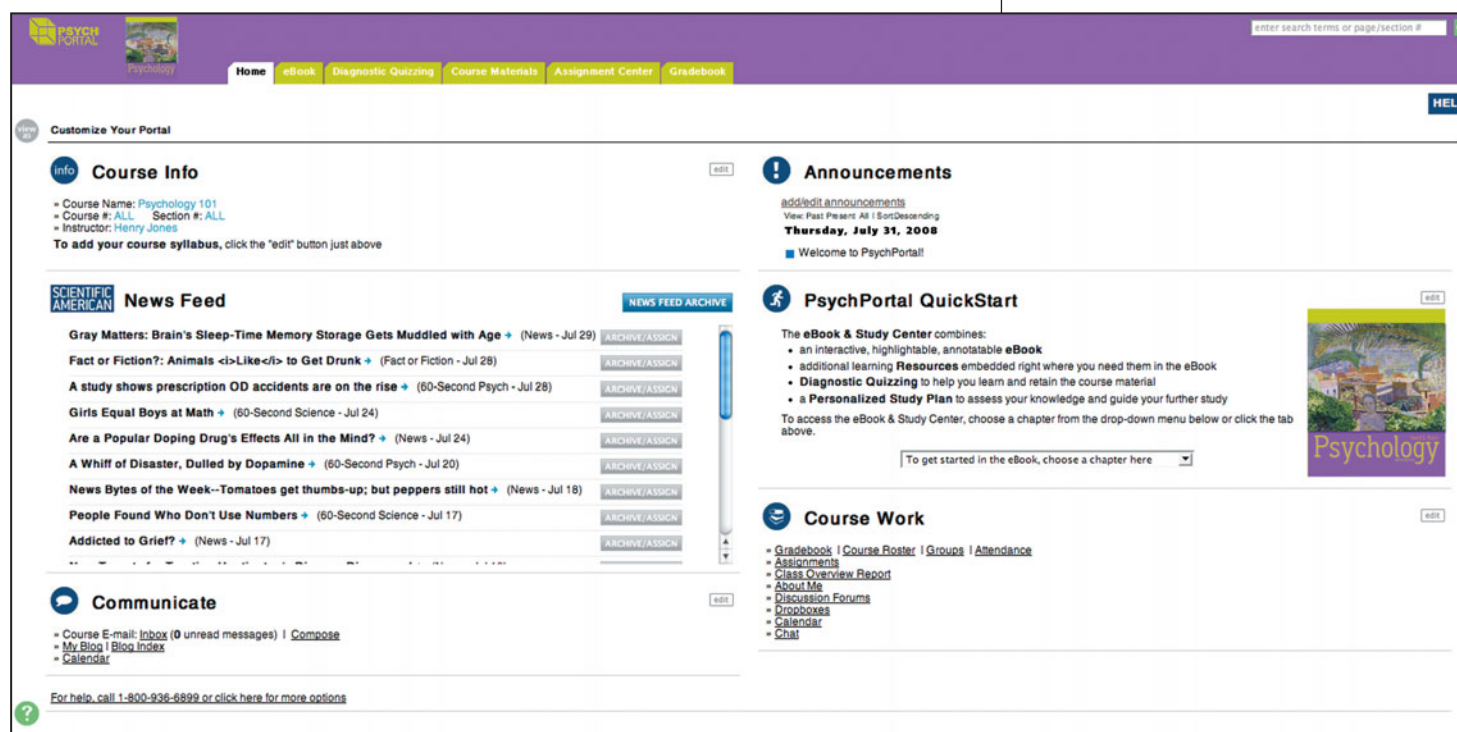 PSYCH
PORTAL
Psychology
enter search terms or page/section #
Home eBook Diagnostic Quizzing Course Materials Assignment Center Gradebook
HEL
view as
Customize Your Portal
info Course Info edit
» Course Name: Psychology 101
» Course #: ALL Section #: ALL
» Instructor: Henry Jones
To add your course syllabus, click the "edit" button just above
SCIENTIFIC
AMERICAN News Feed NEWS FEED ARCHIVE
Gray Matters: Brain's Sleep-Time Memory Storage Gets Muddled with Age → (News - Jul 29) ARCHIVE/ASSIGN
Fact or Fiction?: Animals <i>Like</i> to Get Drunk → (Fact or Fiction - Jul 28) ARCHIVE/ASSIGN
A study shows prescription OD accidents are on the rise → (60-Second Psych - Jul 28) ARCHIVE/ASSIGN
Girls Equal Boys at Math → (60-Second Science - Jul 24) ARCHIVE/ASSIGN
Are a Popular Doping Drug's Effects All in the Mind? → (News - Jul 24) ARCHIVE/ASSIGN
A Whiff of Disaster, Dulled by Dopamine → (60-Second Psych - Jul 20) ARCHIVE/ASSIGN
News Bytes of the Week--Tomatoes get thumbs-up; but peppers still hot → (News - Jul 18) ARCHIVE/ASSIGN
People Found Who Don't Use Numbers → (60-Second Science - Jul 17) ARCHIVE/ASSIGN
Addicted to Grief? → (News - Jul 17) ARCHIVE/ASSIGN
Communicate edit
» Course E-mail: Inbox (0 unread messages) | Compose
» My Blog | Blog Index
» Calendar
For help, call 1-800-936-6899 or click here for more options
?
! Announcements
add/edit announcements
View: Past Present All | SortDescending
Thursday, July 31, 2008
Welcome to PsychPortal!
PsychPortal QuickStart edit
The eBook & Study Center combines:
• an interactive, highlightable, annotatable eBook
• additional learning Resources embedded right where you need them in the eBook
• Diagnostic Quizzing to help you learn and retain the course material
• a Personalized Study Plan to assess your knowledge and guide your further study
To access the eBook & Study Center, choose a chapter from the drop-down menu below or click the tab
above.
To get started in the eBook, choose a chapter here
Psychology
Course Work edit
» Gradebook | Course Roster | Groups | Attendance
» Assignments
» Class Overview Report
» About Me
» Discussion Forums
» Dropboxes
» Calendar
» Chat